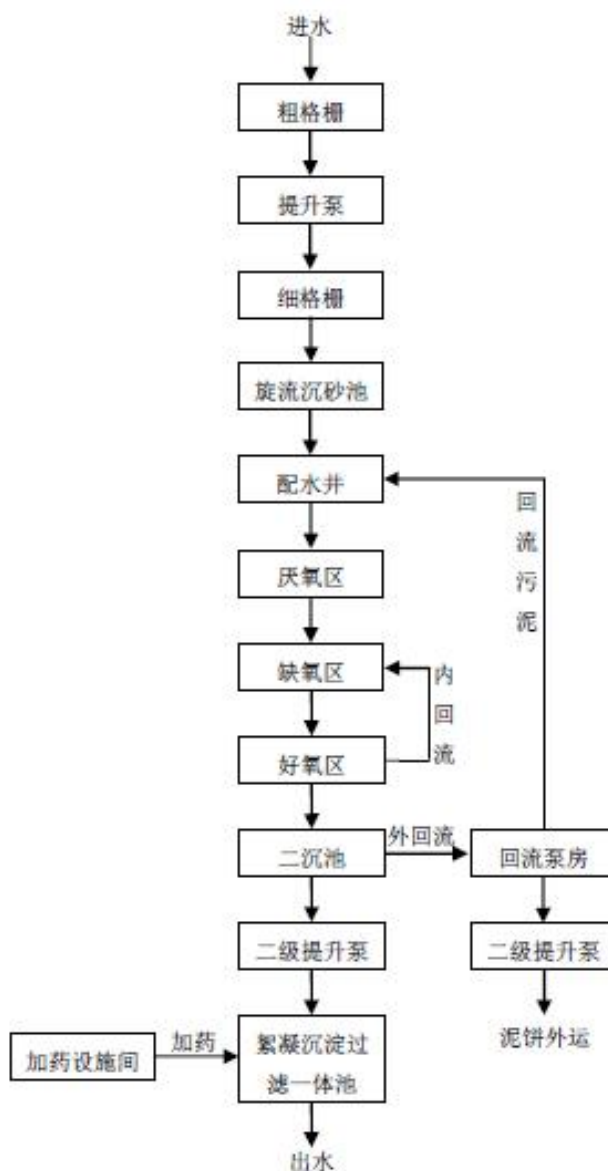 进水
粗格栅
提升泵
细格栅
旋流沉砂池
配水井
回流污泥
厌氧区
缺氧区
内回流
好氧区
二沉池
外回流
回流泵房
二级提升泵
二级提升泵
泥饼外运
加药设施间
加药
絮凝沉淀过
滤一体池
出水